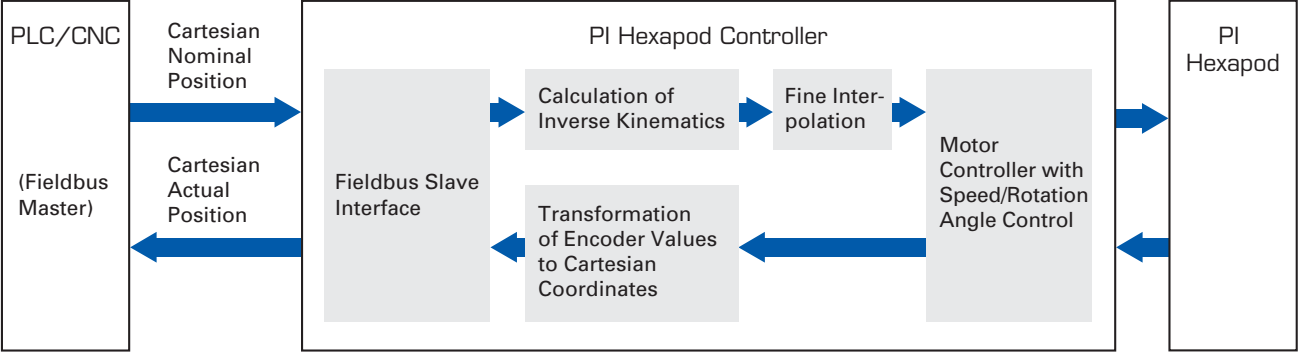 PLC/CNC
(Fieldbus
Master)
Cartesian
Nominal
Position
Cartesian
Actual
Position
PI Hexapod Controller
Fieldbus Slave
Interface
Calculation of
Inverse Kinematics
Fine Inter-
polation
Transformation
of Encoder Values
to Cartesian
Coordinates
Motor
Controller with
Speed/Rotation
Angle Control
PI
Hexapod